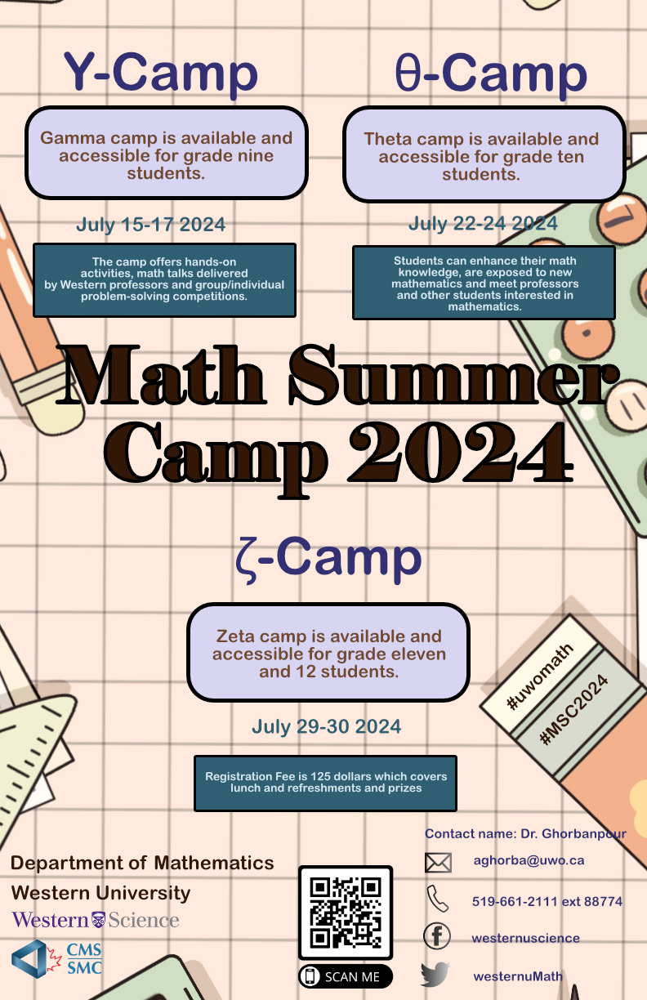 Y-Camp
Gamma camp is available and
accessible for grade nine
students.
July 15-17 2024
The camp offers hands-on
activities, math talks delivered
by Western professors and group/individual
problem-solving competitions.
θ-Camp
Theta camp is available and
accessible for grade ten
students.
July 22-24 2024
Students can enhance their math
knowledge, are exposed to new
mathematics and meet professors
and other students interested in
mathematics.
Math Summer
Camp 2024
ζ-Camp
Zeta camp is available and
accessible for grade eleven
and 12 students.
July 29-30 2024
Registration Fee is 125 dollars which covers
lunch and refreshments and prizes
#uwomath
#MSC2024
Department of Mathematics
Western University
Western Science
CMS
SMC
SCAN ME
Contact name: Dr. Ghorbanpour
aghorba@uwo.ca
519-661-2111 ext 88774
westernuscience
westernuMath